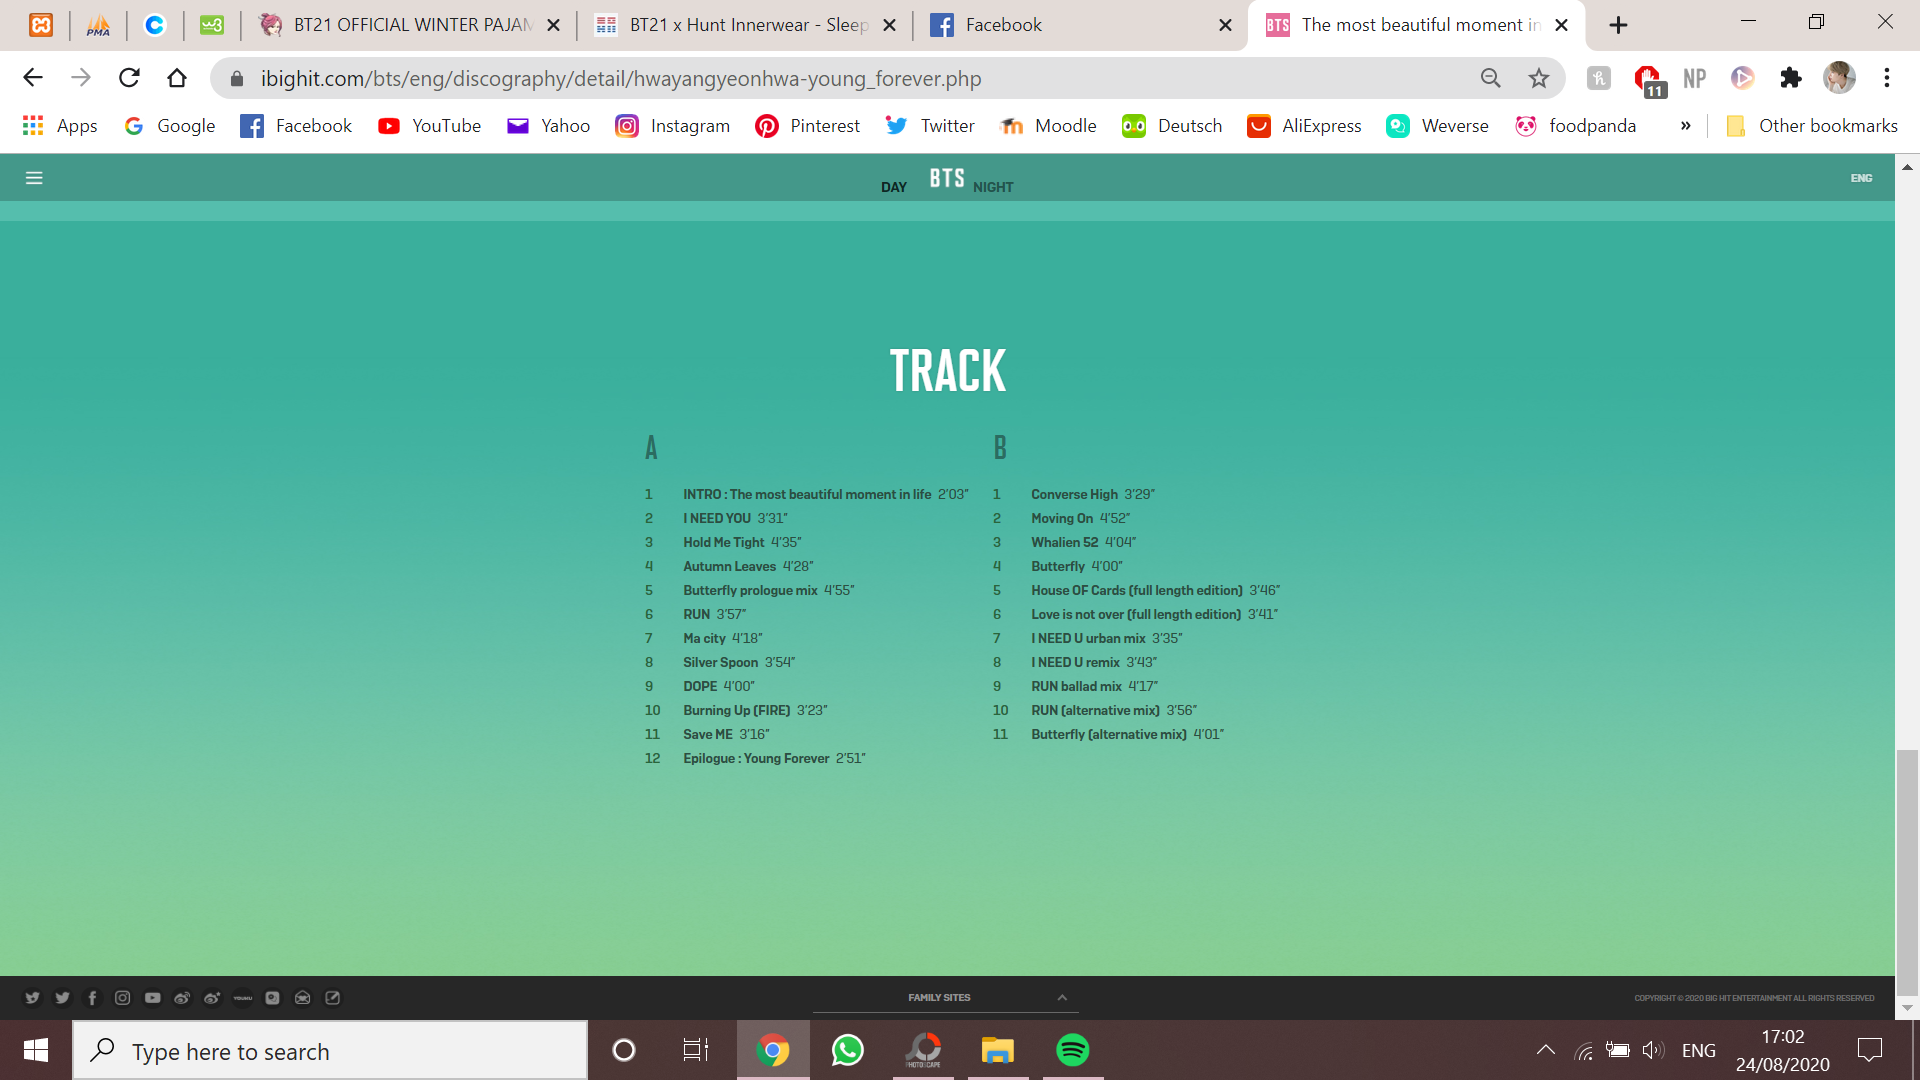 BT21 OFFICIAL WINTER PAJAM
BT21 x Hunt Innerwear - Sleep
Facebook
The most beautiful moment in
ibighit.com/bts/eng/discography/detail/hwayangyeonhwa-young_forever.php
11
NP
Apps
Google
Facebook
YouTube
Yahoo
Instagram
Pinterest
Twitter
Moodle
Deutsch
AliExpress
Weverse
foodpanda
»
Other bookmarks
DAY BTS NIGHT
ENG
TRACK
A
1 INTRO : The most beautiful moment in life 2'03"
2 I NEED YOU 3'31"
3 Hold Me Tight 4'35"
4 Autumn Leaves 4'28"
5 Butterfly prologue mix 4'55"
6 RUN 3'57"
7 Ma city 4'18"
8 Silver Spoon 3'54"
9 DOPE 4'00"
10 Burning Up (FIRE) 3'23"
11 Save ME 3'16"
12 Epilogue : Young Forever 2'51"
B
1 Converse High 3'29"
2 Moving On 4'52"
3 Whalien 52 4'04"
4 Butterfly 4'00"
5 House OF Cards (full length edition) 3'46"
6 Love is not over (full length edition) 3'41"
7 I NEED U urban mix 3'35"
8 I NEED U remix 3'43"
9 RUN ballad mix 4'17"
10 RUN (alternative mix) 3'56"
11 Butterfly (alternative mix) 4'01"
FAMILY SITES
COPYRIGHT © 2020 BIG HIT ENTERTAINMENT ALL RIGHTS RESERVED
Type here to search
ENG
17:02
24/08/2020